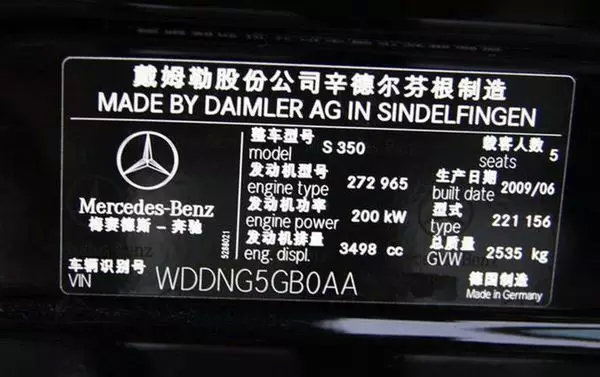 戴姆勒股份公司辛德尔芬根制造
MADE BY DAIMLER AG IN SINDELFINGEN
整车型号 载客人数
model S 350 seats 5
发动机型号 生产日期
engine type 272 965 built date 2009/06
发动机功率 型式
engine power 200 kW type 221 156
发动机排量 总质量
eng. displ. 3498 cc GVW 2535 kg
Mercedes-Benz
梅赛德斯-奔驰
5288021
车辆识别号
VIN WDDNG5GB0AA
德国制造
Made in Germany